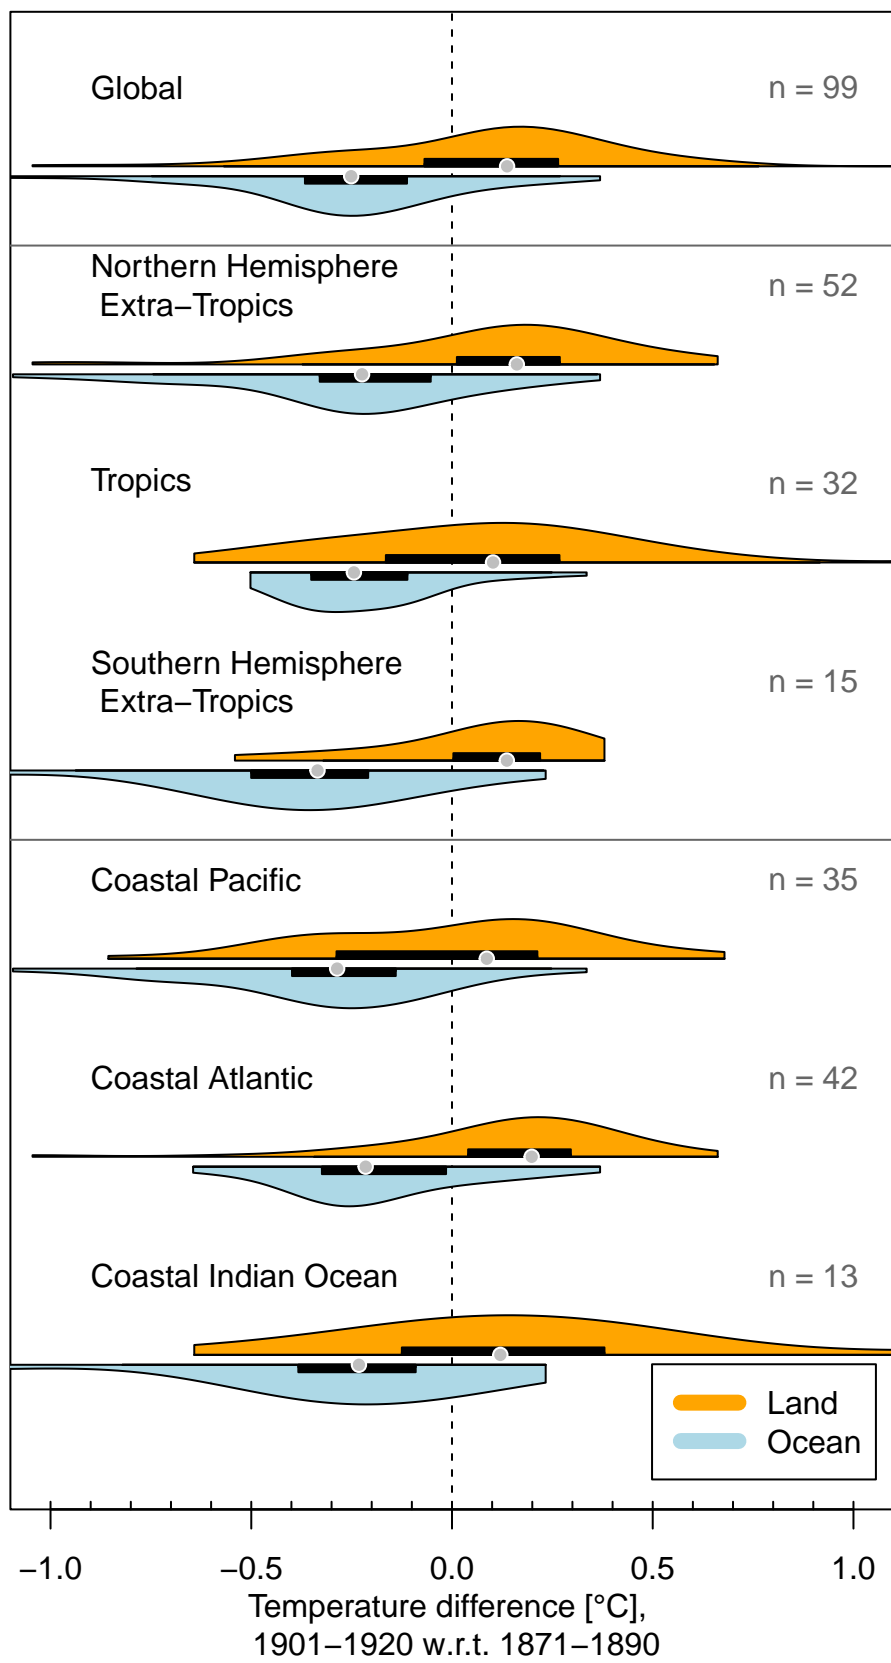 Global n = 99
Northern Hemisphere
Extra−Tropics n = 52
Tropics n = 32
Southern Hemisphere
Extra−Tropics n = 15
Coastal Pacific n = 35
Coastal Atlantic n = 42
Coastal Indian Ocean n = 13
Land
Ocean
−1.0 −0.5 0.0 0.5 1.0
Temperature difference [°C],
1901−1920 w.r.t. 1871−1890